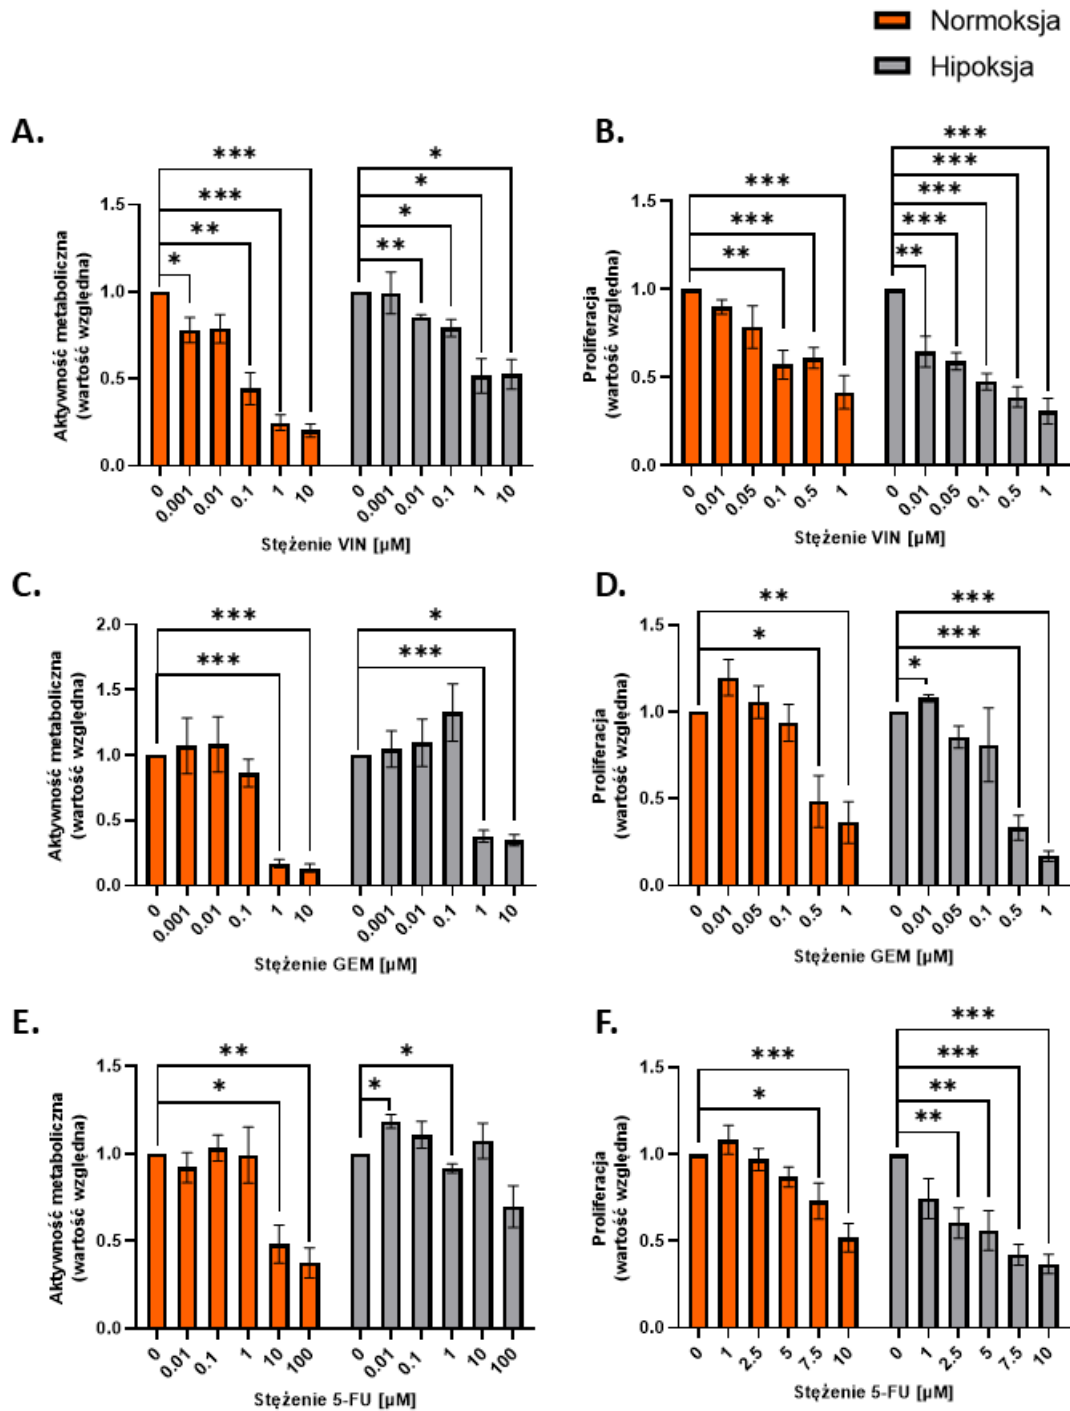 Normoksja
Hipoksja
A.
***
***
**
*
*
*
*
**
Aktywność metaboliczna
(wartość względna)
1.5
1.0
0.5
0.0
0 0.001 0.01 0.1 1 10 0 0.001 0.01 0.1 1 10
Stężenie VIN [µM]
B.
***
***
**
***
***
***
***
**
Proliferacja
(wartość względna)
1.5
1.0
0.5
0.0
0 0.01 0.05 0.1 0.5 1 0 0.01 0.05 0.1 0.5 1
Stężenie VIN [µM]
C.
***
***
*
***
Aktywność metaboliczna
(wartość względna)
2.0
1.5
1.0
0.5
0.0
0 0.001 0.01 0.1 1 10 0 0.001 0.01 0.1 1 10
Stężenie GEM [µM]
D.
**
*
***
***
*
Proliferacja
(wartość względna)
1.5
1.0
0.5
0.0
0 0.01 0.05 0.1 0.5 1 0 0.01 0.05 0.1 0.5 1
Stężenie GEM [µM]
E.
**
*
*
*
Aktywność metaboliczna
(wartość względna)
1.5
1.0
0.5
0.0
0 0.01 0.1 1 10 100 0 0.01 0.1 1 10 100
Stężenie 5-FU [µM]
F.
***
*
***
***
**
**
Proliferacja
(wartość względna)
1.5
1.0
0.5
0.0
0 1 2.5 5 7.5 10 0 1 2.5 5 7.5 10
Stężenie 5-FU [µM]